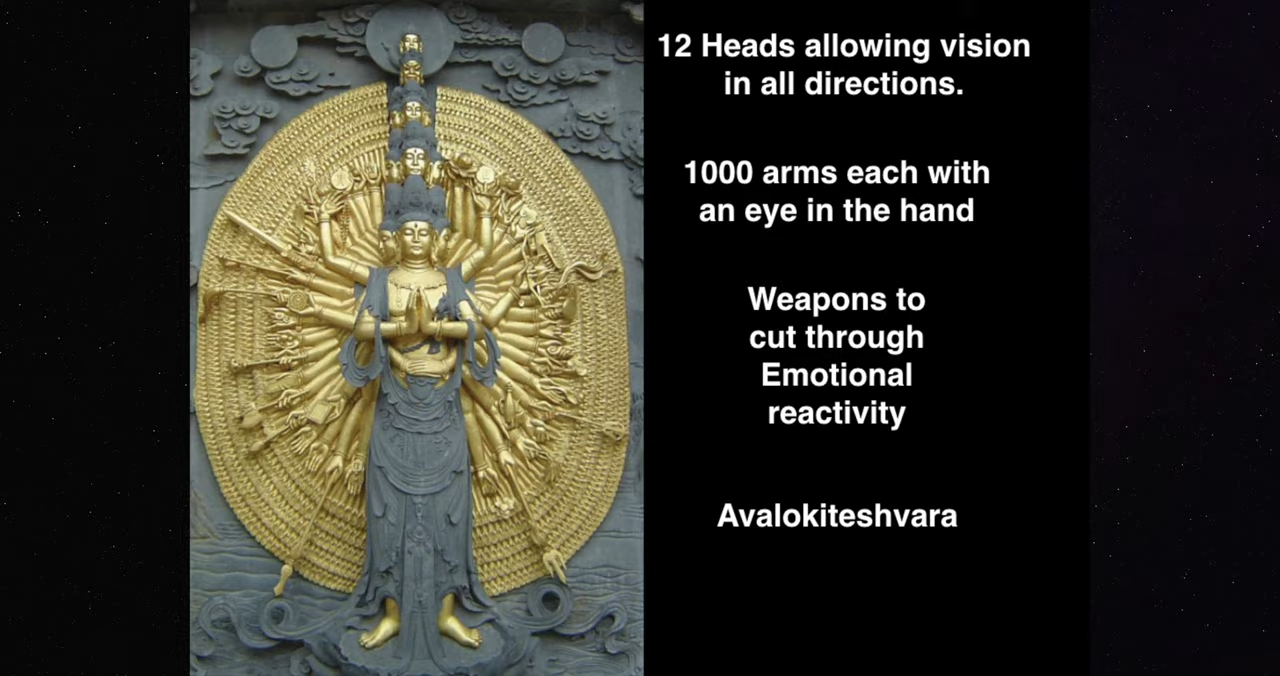 12 Heads allowing vision
in all directions.
1000 arms each with
an eye in the hand
Weapons to
cut through
Emotional
reactivity
Avalokiteshvara